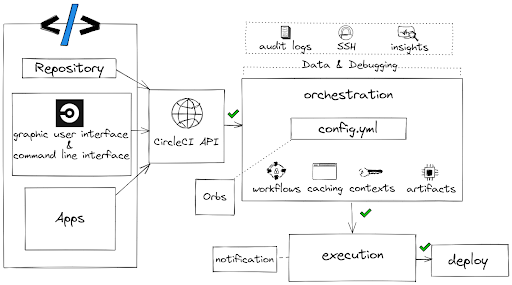 </>
Repository
graphic user interface
&
command line interface
Apps
CircleCI API
audit logs
SSH
insights
Data & Debugging
orchestration
config.yml
Orbs
workflows
caching
contexts
artifacts
notification
execution
deploy